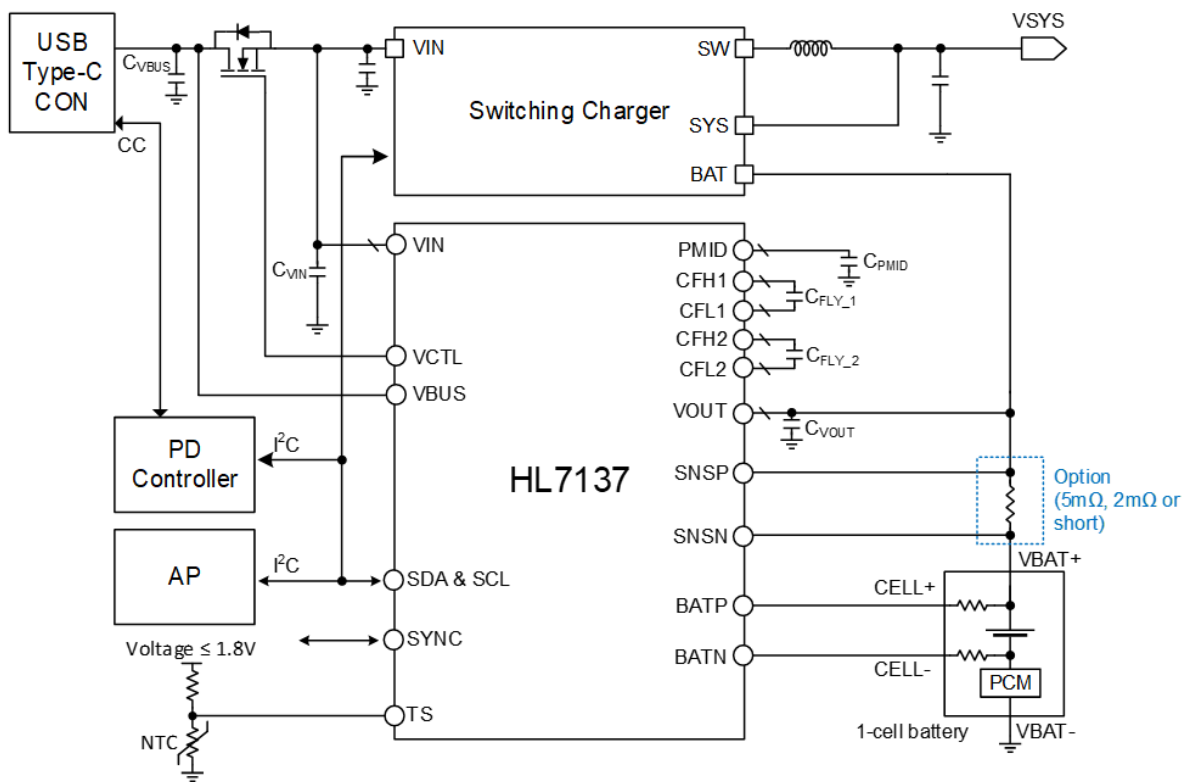 USB
Type-C
CON
CVBUS
CC
VIN
SW
VSYS
Switching Charger
SYS
BAT
VIN
CVIN
VCTL
VBUS
PMID
CPMID
CFH1
CFL1
CFLY_1
CFH2
CFL2
CFLY_2
VOUT
CVOUT
PD
Controller
I2C
HL7137
SNSP
SNSN
Option
(5mΩ, 2mΩ or
short)
AP
I2C
SDA & SCL
SYNC
Voltage ≤ 1.8V
NTC
TS
BATP
BATN
VBAT+
CELL+
CELL-
PCM
1-cell battery
VBAT-